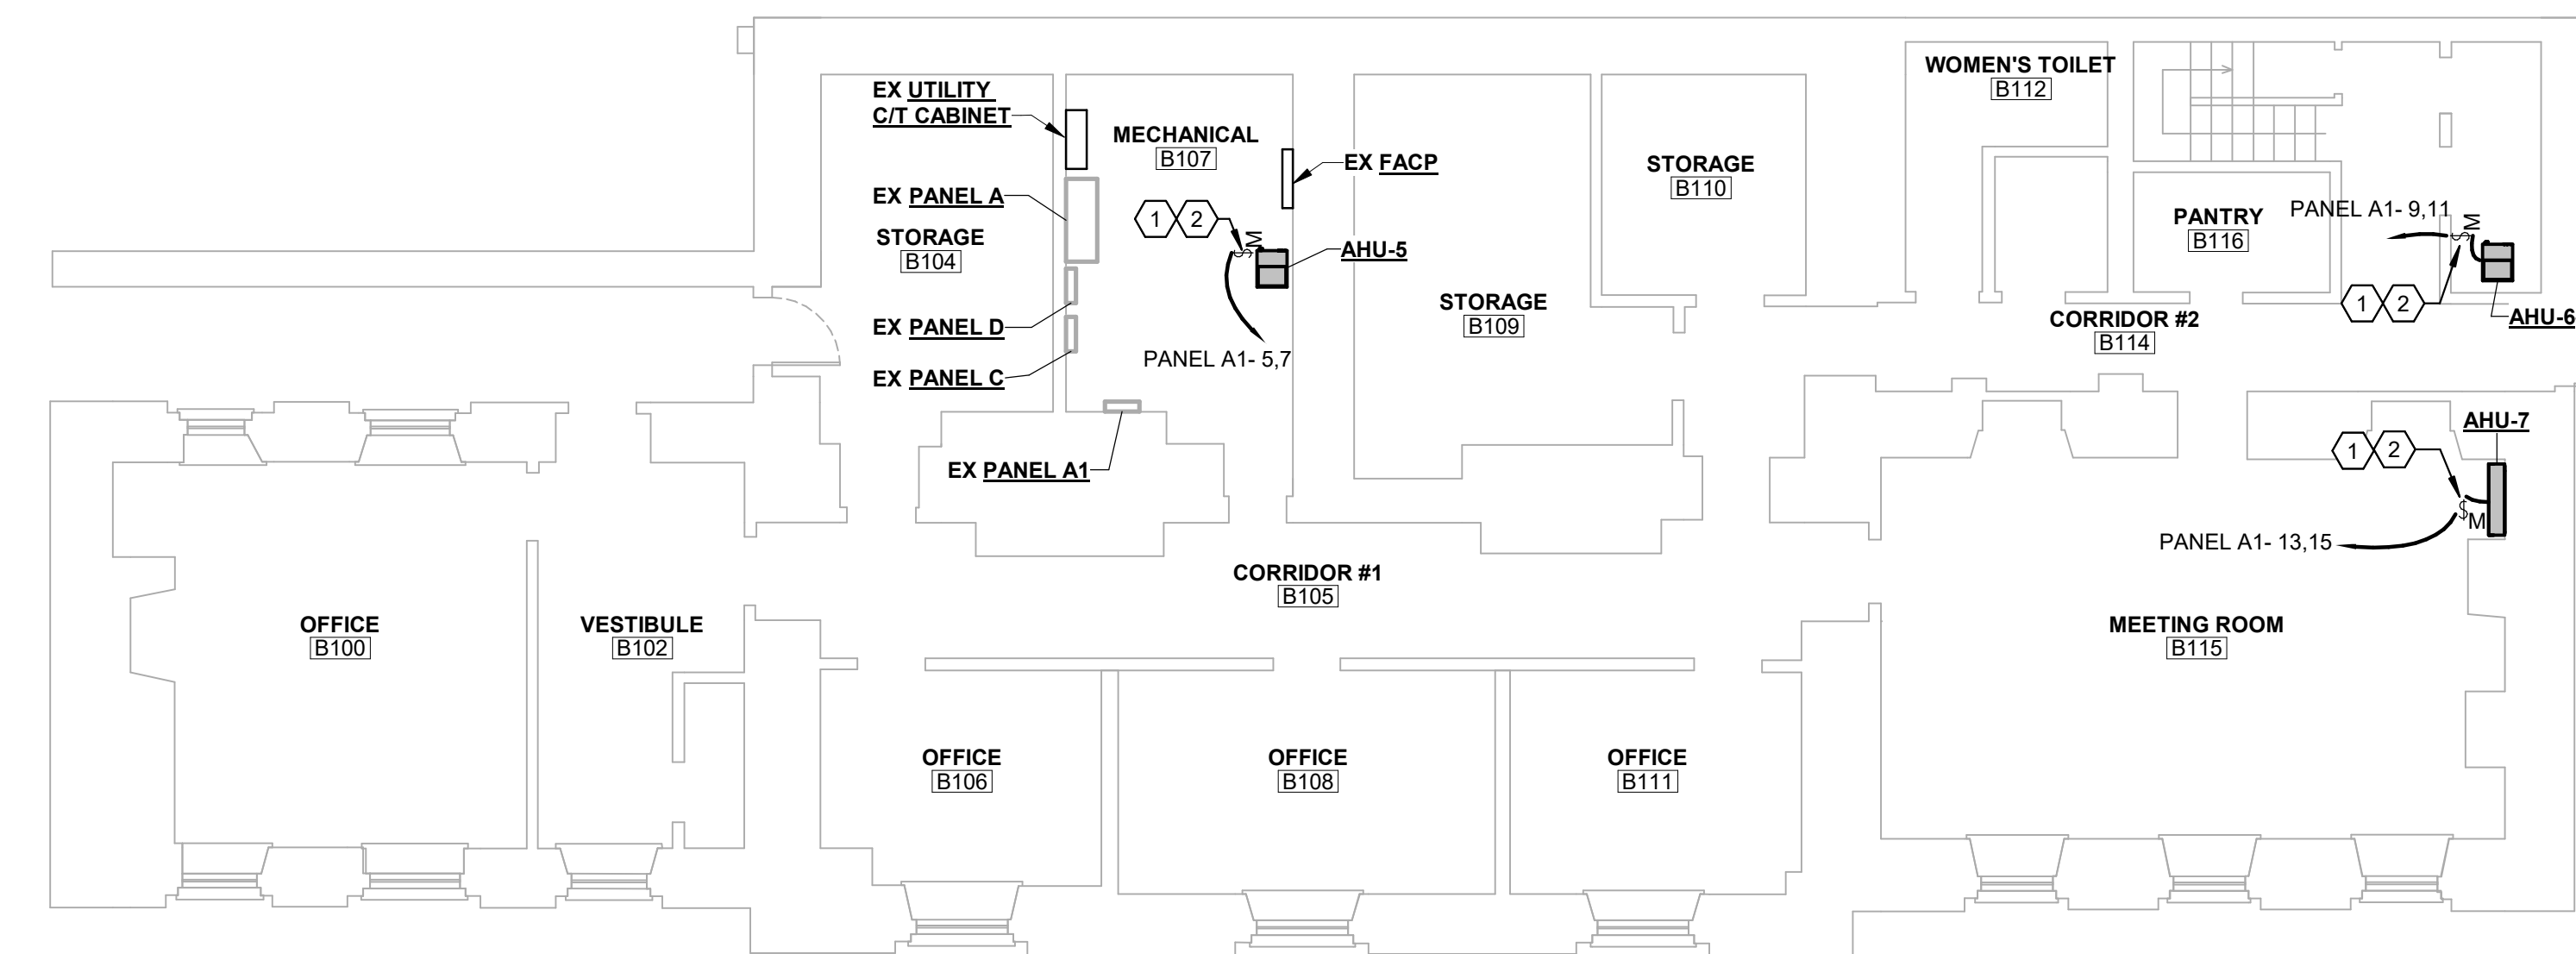 WOMEN'S TOILET
B112
EX UTILITY
C/T CABINET
MECHANICAL
B107
EX FACP
STORAGE
B110
EX PANEL A
1 2
$M
PANTRY
B116
PANEL A1- 9,11
$M
STORAGE
B104
AHU-5
STORAGE
B109
1 2
AHU-6
CORRIDOR #2
B114
EX PANEL D
PANEL A1- 5,7
EX PANEL C
AHU-7
1 2
EX PANEL A1
$M
PANEL A1- 13,15
CORRIDOR #1
B105
OFFICE
B100
VESTIBULE
B102
MEETING ROOM
B115
OFFICE
B106
OFFICE
B108
OFFICE
B111